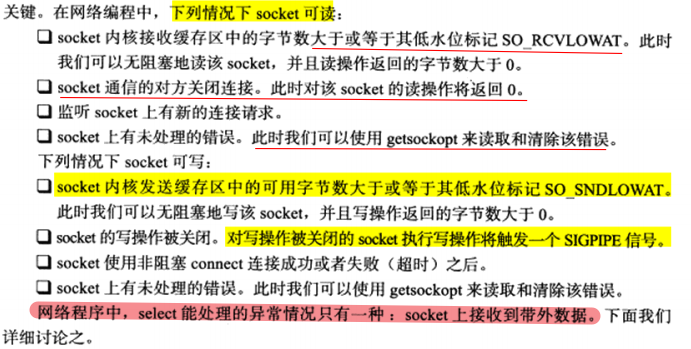 关键。在网络编程中，下列情况下 socket 可读：
❑ socket 内核接收缓存区中的字节数大于或等于其低水位标记 SO_RCVLOWAT。此时
我们可以无阻塞地读该 socket，并且读操作返回的字节数大于 0。
❑ socket 通信的对方关闭连接。此时对该 socket 的读操作将返回 0。
❑ 监听 socket 上有新的连接请求。
❑ socket 上有未处理的错误。此时我们可以使用 getsockopt 来读取和清除该错误。
下列情况下 socket 可写：
❑ socket 内核发送缓存区中的可用字节数大于或等于其低水位标记 SO_SNDLOWAT。
此时我们可以无阻塞地写该 socket，并且写操作返回的字节数大于 0。
❑ socket 的写操作被关闭。对写操作被关闭的 socket 执行写操作将触发一个 SIGPIPE 信号。
❑ socket 使用非阻塞 connect 连接成功或者失败（超时）之后。
❑ socket 上有未处理的错误。此时我们可以使用 getsockopt 来读取和清除该错误。
网络程序中，select 能处理的异常情况只有一种：socket 上接收到带外数据。下面我们
详细讨论之。